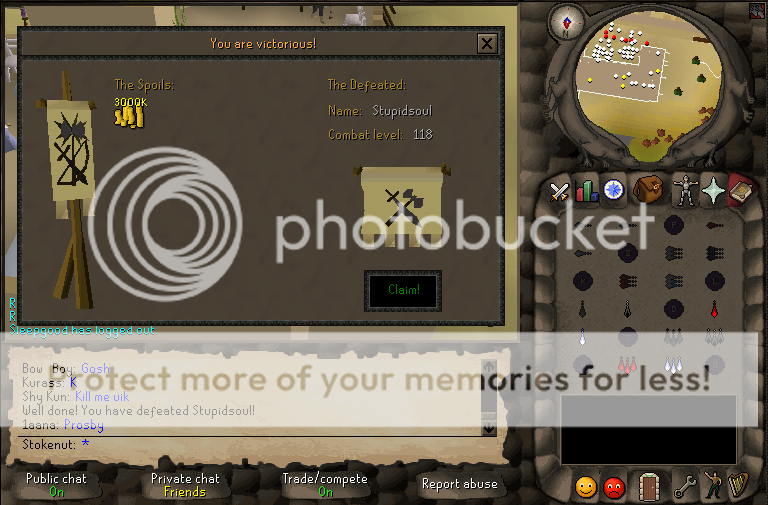 You are victorious!
The Spoils:
3000K
The Defeated:
Name: Stupidsoul
Combat level: 118
N
photobucket
Claim!
Sleepgood has logged out.
Protect more of your memories for less!
Bow Boy: Gosh
Kurass: K
Shy Kun: Kill me uik
Well done! You have defeated Stupidsoul!
1aana: Prosby
Stokenut: *
Public chat
On
Private chat
Friends
Trade/compete
On
Report abuse